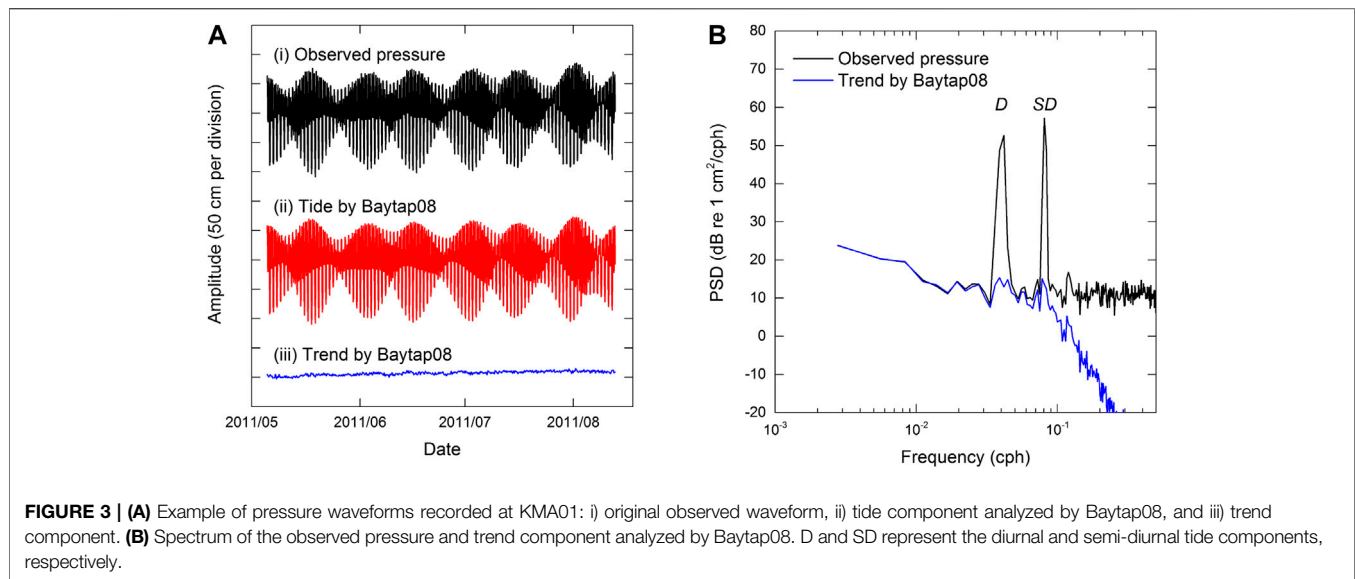 A
(i) Observed pressure
(ii) Tide by Baytap08
(iii) Trend by Baytap08
Amplitude (50 cm per division)
2011/05 2011/06 2011/07 2011/08
Date
B
Observed pressure
Trend by Baytap08
D SD
80
70
60
50
40
30
20
10
0
-10
-20
PSD (dB re 1 cm²/cph)
10⁻³ 10⁻² 10⁻¹
Frequency (cph)
FIGURE 3 | (A) Example of pressure waveforms recorded at KMA01: i) original observed waveform, ii) tide component analyzed by Baytap08, and iii) trend
component. (B) Spectrum of the observed pressure and trend component analyzed by Baytap08. D and SD represent the diurnal and semi-diurnal tide components,
respectively.